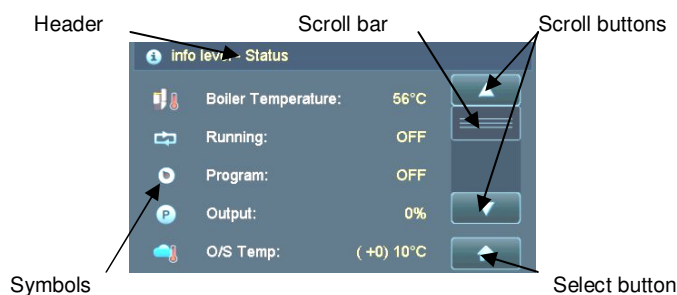 Header Scroll bar Scroll buttons
info level - Status
Boiler Temperature: 56°C
Running: OFF
Program: OFF
P Output: 0%
O/S Temp: ( +0) 10°C
Symbols Select button